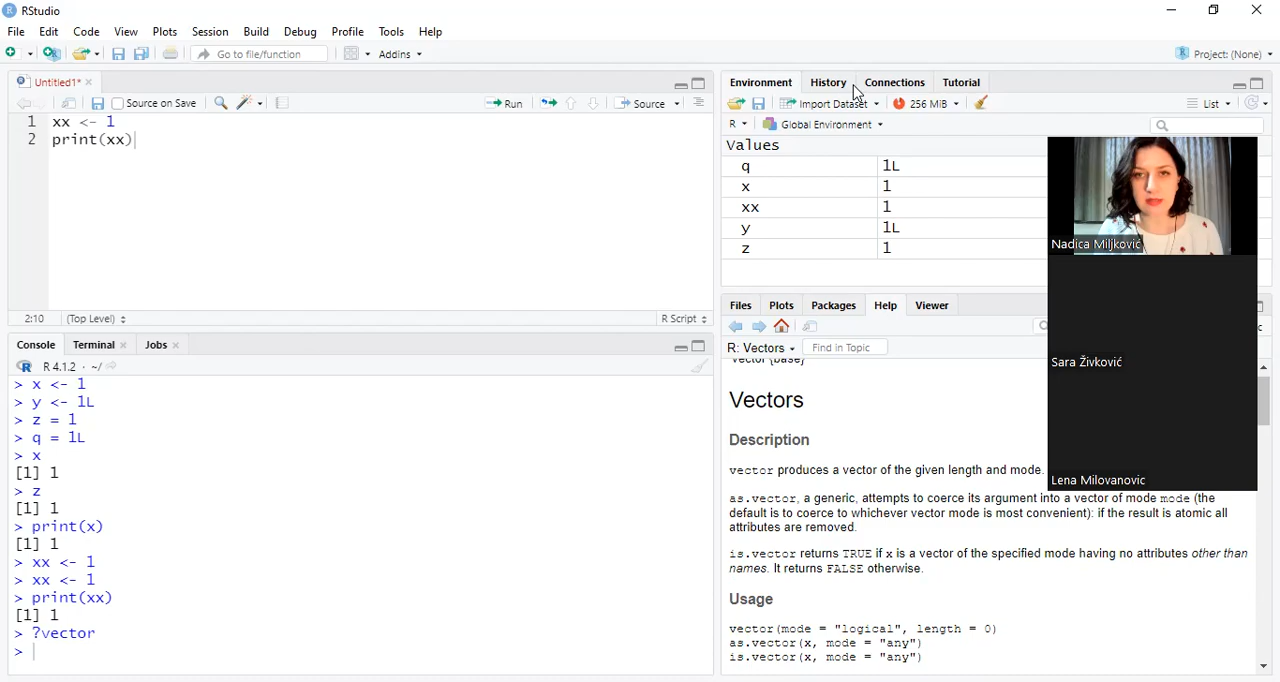 RStudio
File Edit Code View Plots Session Build Debug Profile Tools Help
Go to file/function Addins Project: (None)
Untitled1*
Source on Save Run Source
1 xx <- 1
2 print(xx)
2:10 (Top Level) R Script
Console Terminal Jobs
R 4.1.2 · ~/
> x <- 1
> y <- 1L
> z = 1
> q = 1L
> x
[1] 1
> z
[1] 1
> print(x)
[1] 1
> xx <- 1
> xx <- 1
> print(xx)
[1] 1
> ?vector
>
Environment History Connections Tutorial
Import Dataset 256 MiB List
R Global Environment
Values
q 1L
x 1
xx 1
y 1L
z 1
Nadica Miljković
Sara Živković
Lena Milovanovic
Files Plots Packages Help Viewer
R: Vectors Find in Topic
vector {base}
Vectors
Description
vector produces a vector of the given length and mode.
as.vector, a generic, attempts to coerce its argument into a vector of mode mode (the
default is to coerce to whichever vector mode is most convenient): if the result is atomic all
attributes are removed.
is.vector returns TRUE if x is a vector of the specified mode having no attributes other than
names. It returns FALSE otherwise.
Usage
vector(mode = "logical", length = 0)
as.vector(x, mode = "any")
is.vector(x, mode = "any")